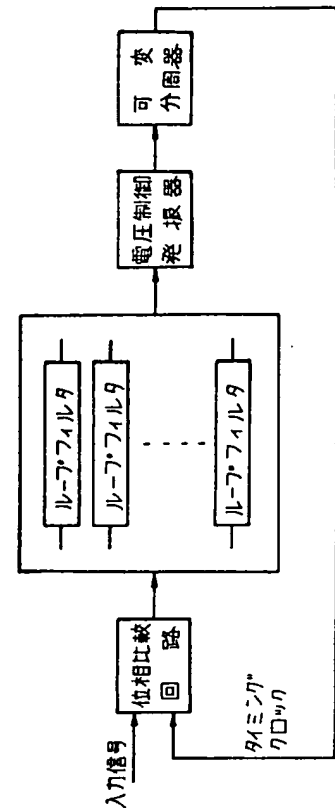 入力信号
位相比較
回路
ループフィルタ
ループフィルタ
ループフィルタ
電圧制御
発振器
可変
分周器
タイミング
クロック